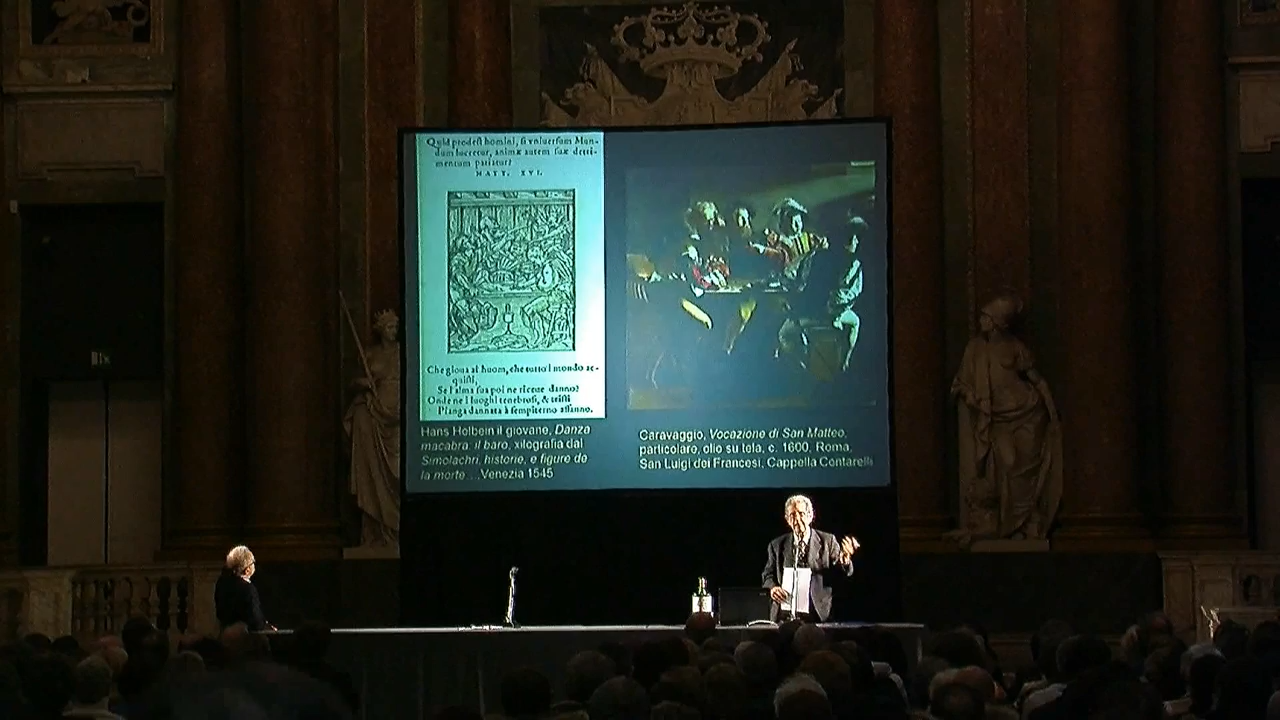 Quid prodest homini, si vniuersum Mun-
dum lucretur, animæ autem suæ detri-
mentum patiatur?
MATT. XVI.
Che gioua al huom, che tutto'l mondo ac-
quisti,
Se l'alma sua poi ne riceue danno?
Onde ne i luoghi tenebrosi, & tristi
Planga dannata à sempiterno affanno.
Hans Holbein il giovane, Danza
macabra: il baro, xilografia dal
Simolachri, historie, e figure de
la morte ...Venezia 1545
Caravaggio, Vocazione di San Matteo,
particolare, olio su tela, c. 1600, Roma,
San Luigi dei Francesi, Cappella Contarelli